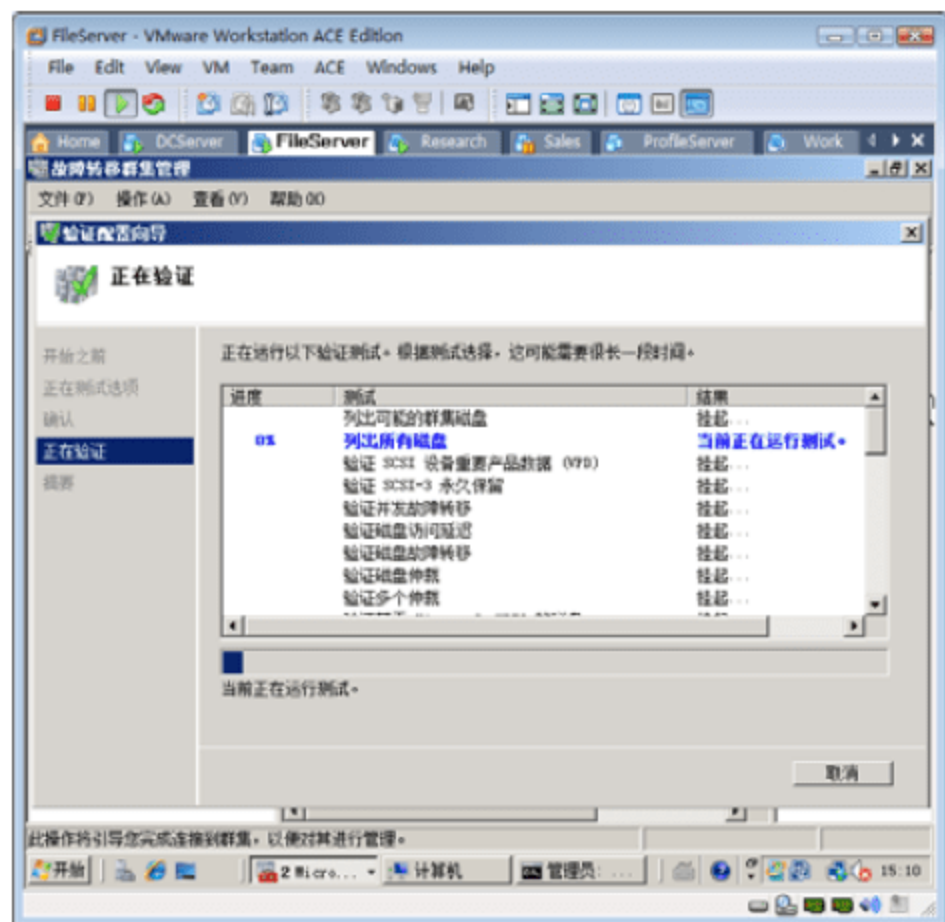 FileServer - VMware Workstation ACE Edition
File Edit View VM Team ACE Windows Help
Home DCServer FileServer Research Sales ProfileServer Work
故障转移群集管理
文件(F) 操作(A) 查看(V) 帮助(H)
验证配置向导
正在验证
开始之前
正在测试选项
确认
正在验证
摘要
正在运行以下验证测试。根据测试选择，这可能需要很长一段时间。
进度 测试 结果
列出可能的群集磁盘 挂起...
0% 列出所有磁盘 当前正在运行测试。
验证 SCSI 设备重要产品数据 (VPD) 挂起...
验证 SCSI-3 永久保留 挂起...
验证并发故障转移 挂起...
验证磁盘访问延迟 挂起...
验证磁盘故障转移 挂起...
验证磁盘仲裁 挂起...
验证多个仲裁 挂起...
当前正在运行测试。
取消
此操作将引导您完成连接到群集，以便对其进行管理。
开始 2 Micro... 计算机 管理员: ... 15:10